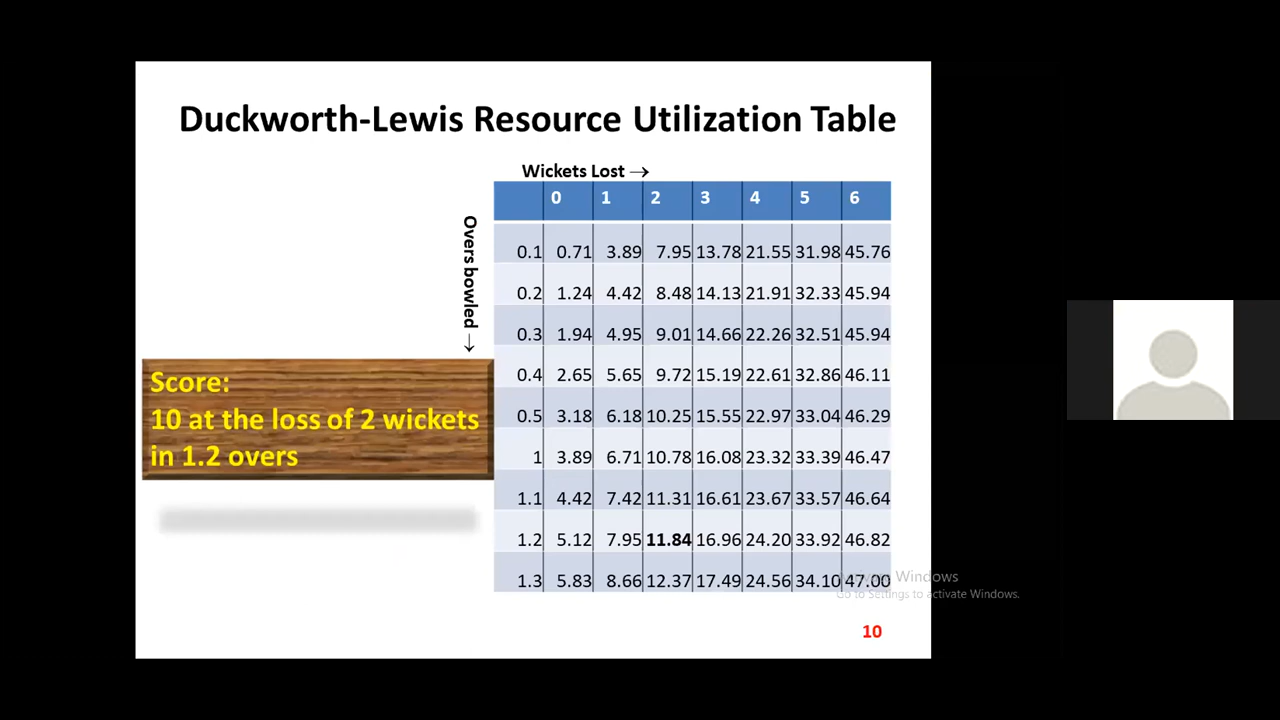 Duckworth-Lewis Resource Utilization Table
Wickets Lost →
Overs bowled →
0 1 2 3 4 5 6
0.1 0.71 3.89 7.95 13.78 21.55 31.98 45.76
0.2 1.24 4.42 8.48 14.13 21.91 32.33 45.94
0.3 1.94 4.95 9.01 14.66 22.26 32.51 45.94
0.4 2.65 5.65 9.72 15.19 22.61 32.86 46.11
0.5 3.18 6.18 10.25 15.55 22.97 33.04 46.29
1 3.89 6.71 10.78 16.08 23.32 33.39 46.47
1.1 4.42 7.42 11.31 16.61 23.67 33.57 46.64
1.2 5.12 7.95 11.84 16.96 24.20 33.92 46.82
1.3 5.83 8.66 12.37 17.49 24.56 34.10 47.00
Score:
10 at the loss of 2 wickets
in 1.2 overs
Activate Windows
Go to Settings to activate Windows.
10